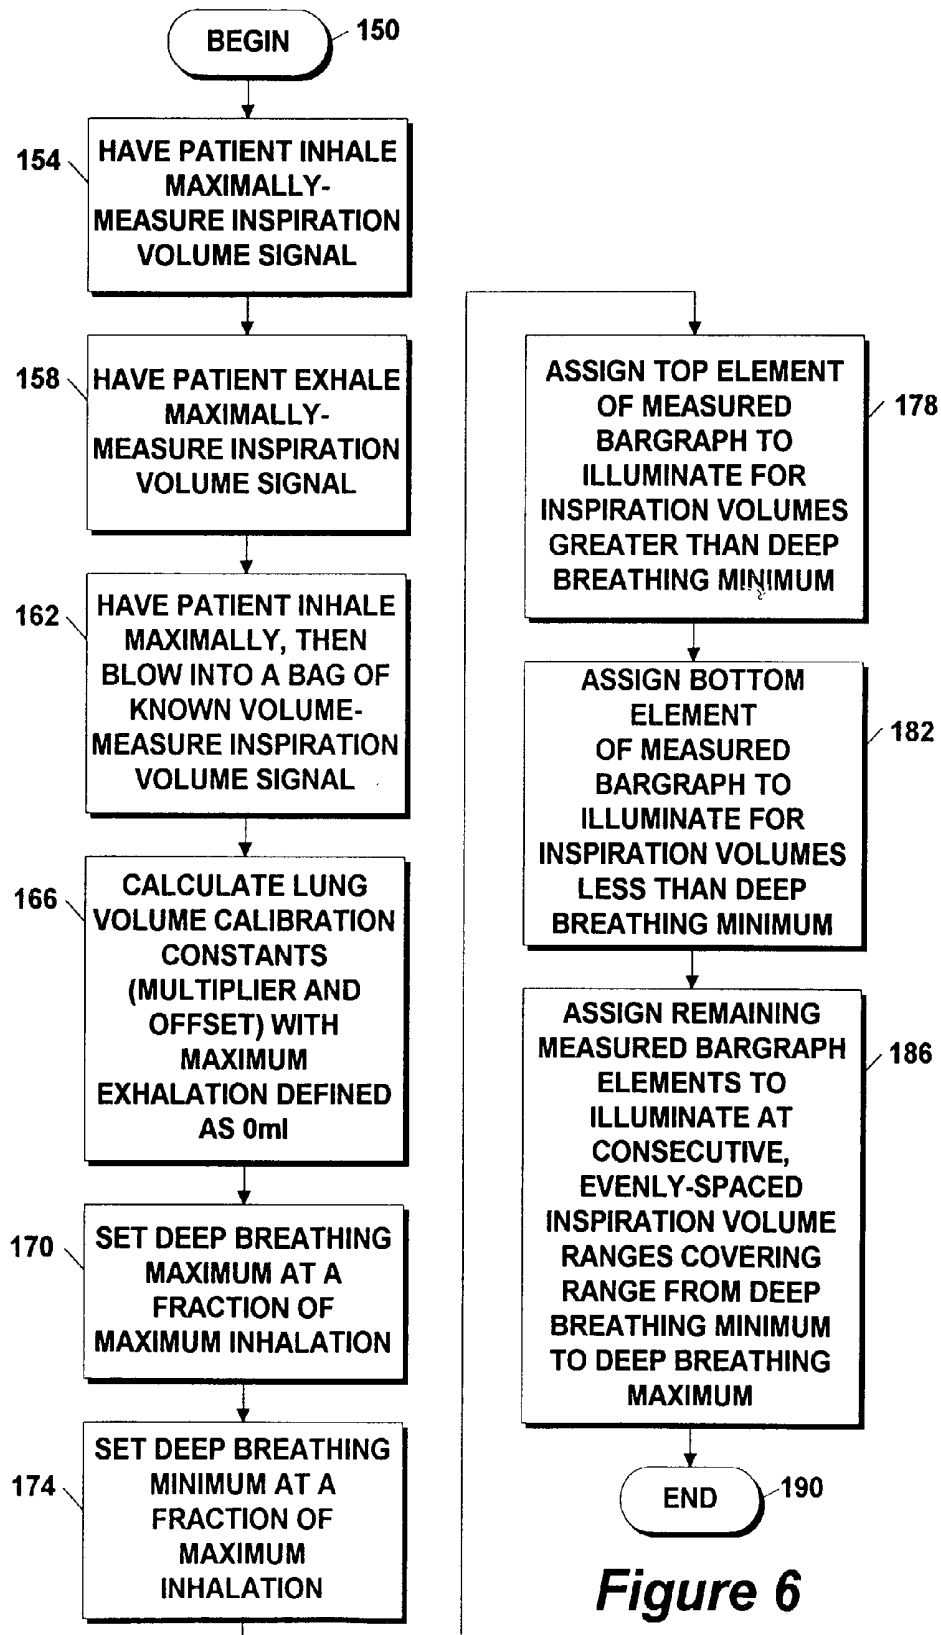 BEGIN
150
154
HAVE PATIENT INHALE
MAXIMALLY-
MEASURE INSPIRATION
VOLUME SIGNAL
158
HAVE PATIENT EXHALE
MAXIMALLY-
MEASURE INSPIRATION
VOLUME SIGNAL
162
HAVE PATIENT INHALE
MAXIMALLY, THEN
BLOW INTO A BAG OF
KNOWN VOLUME-
MEASURE INSPIRATION
VOLUME SIGNAL
166
CALCULATE LUNG
VOLUME CALIBRATION
CONSTANTS
(MULTIPLIER AND
OFFSET) WITH
MAXIMUM
EXHALATION DEFINED
AS 0ml
170
SET DEEP BREATHING
MAXIMUM AT A
FRACTION OF
MAXIMUM INHALATION
174
SET DEEP BREATHING
MINIMUM AT A
FRACTION OF
MAXIMUM
INHALATION
ASSIGN TOP ELEMENT
OF MEASURED
BARGRAPH TO
ILLUMINATE FOR
INSPIRATION VOLUMES
GREATER THAN DEEP
BREATHING MINIMUM
178
ASSIGN BOTTOM
ELEMENT
OF MEASURED
BARGRAPH TO
ILLUMINATE FOR
INSPIRATION VOLUMES
LESS THAN DEEP
BREATHING MINIMUM
182
ASSIGN REMAINING
MEASURED BARGRAPH
ELEMENTS TO
ILLUMINATE AT
CONSECUTIVE,
EVENLY-SPACED
INSPIRATION VOLUME
RANGES COVERING
RANGE FROM DEEP
BREATHING MINIMUM
TO DEEP BREATHING
MAXIMUM
186
END
190
Figure 6